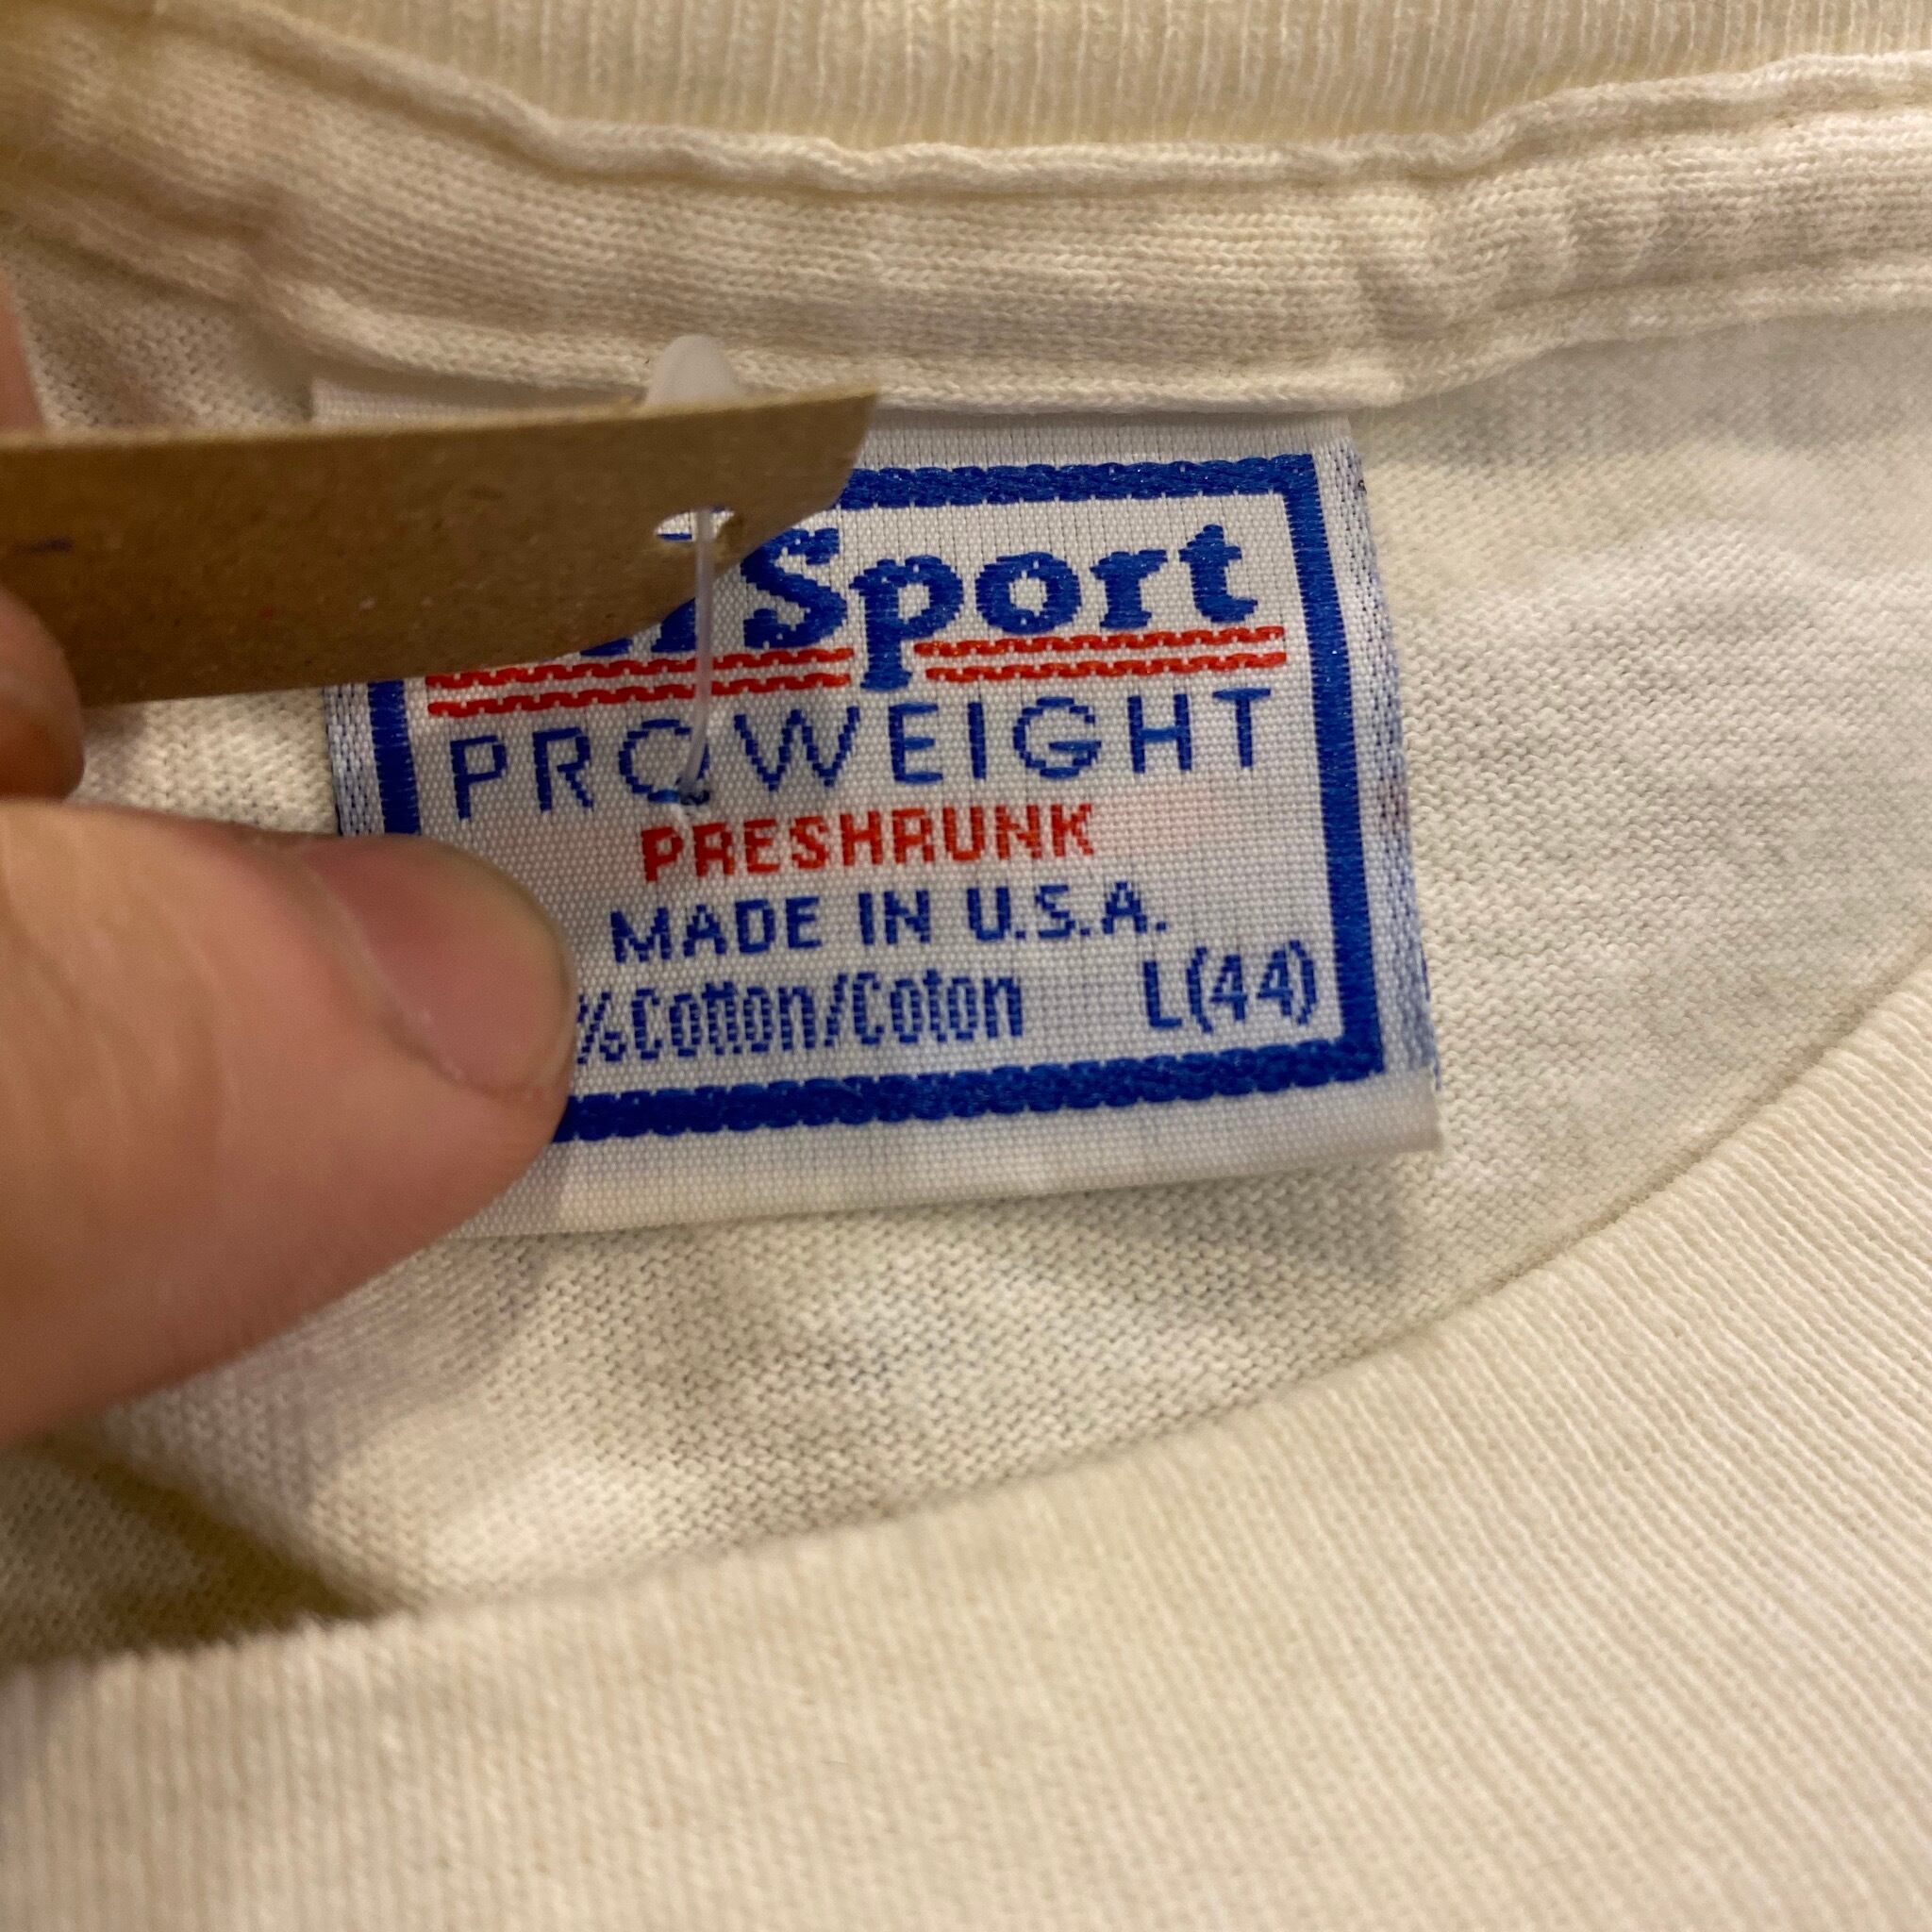 Sport
PROWEIGHT
PRESHRUNK
MADE IN U.S.A.
%Cotton/Coton L(44)